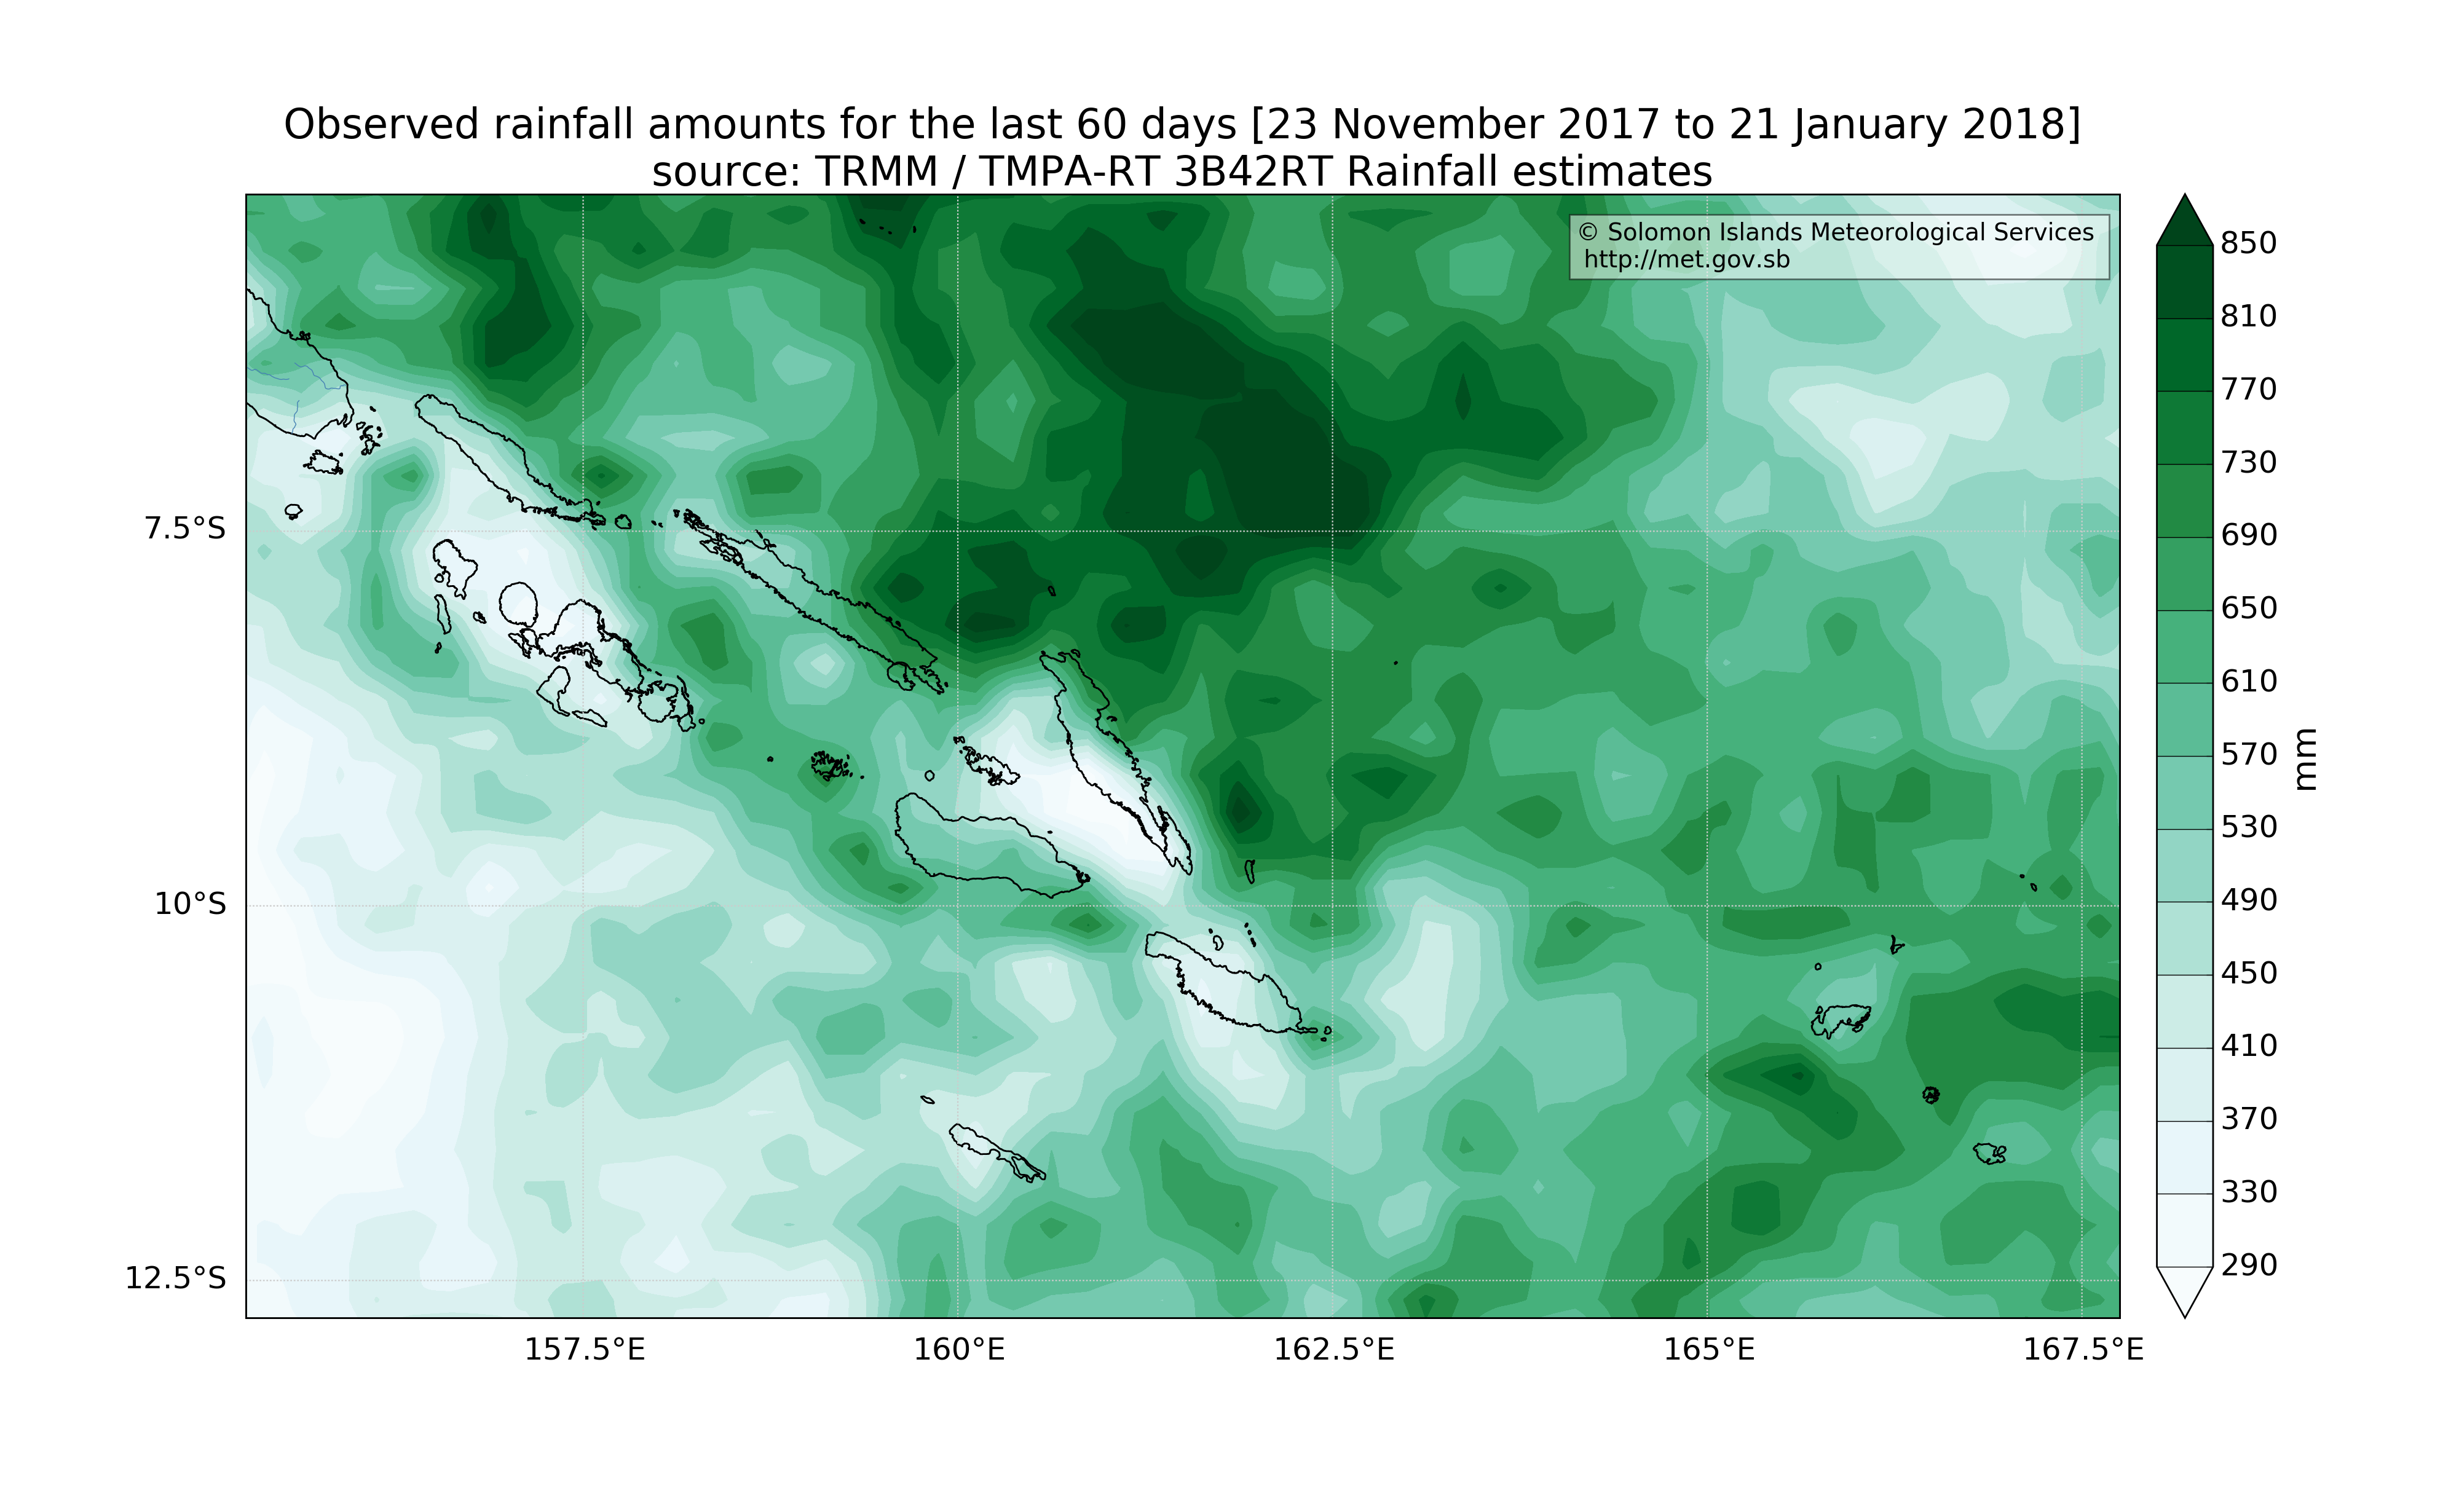 Observed rainfall amounts for the last 60 days [23 November 2017 to 21 January 2018]
source: TRMM / TMPA-RT 3B42RT Rainfall estimates
© Solomon Islands Meteorological Services
http://met.gov.sb
7.5°S
10°S
12.5°S
157.5°E
160°E
162.5°E
165°E
167.5°E
850
810
770
730
690
650
610
570
530
490
450
410
370
330
290
mm